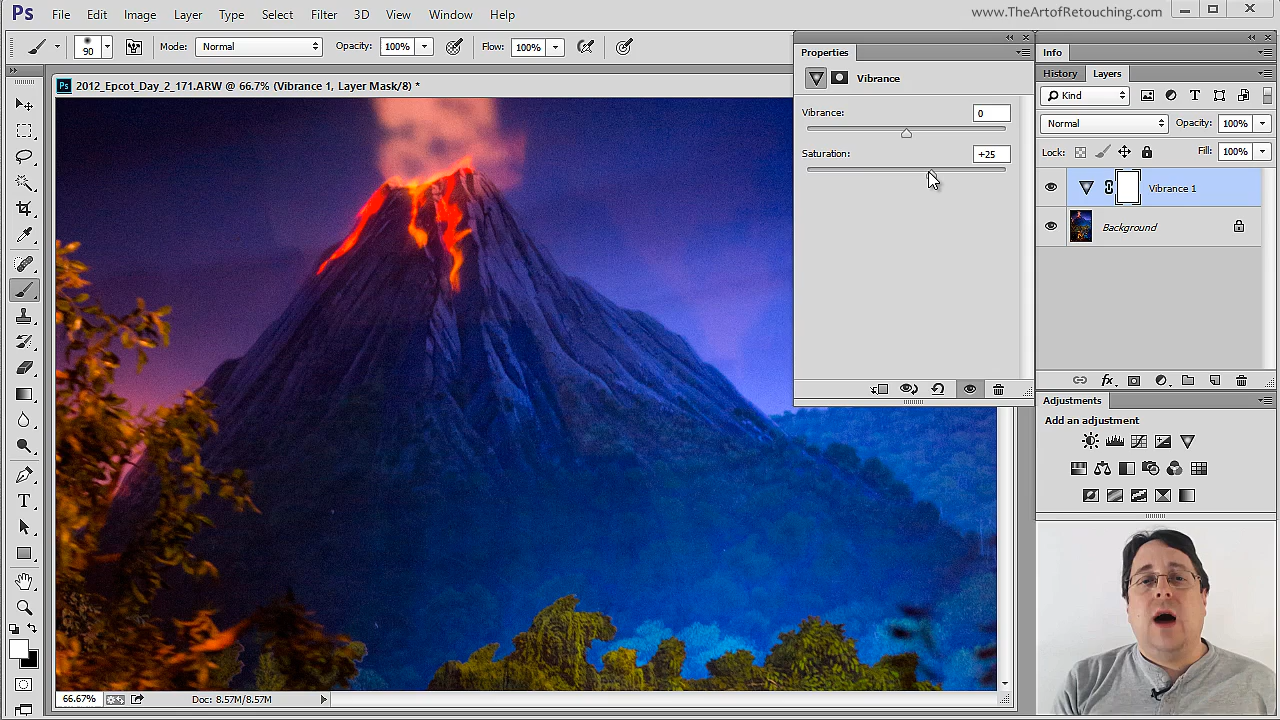 Ps File Edit Image Layer Type Select Filter 3D View Window Help
www.TheArtofRetouching.com
90 Mode: Normal Opacity: 100% Flow: 100%
Ps 2012_Epcot_Day_2_171.ARW @ 66.7% (Vibrance 1, Layer Mask/8) *
Properties
Vibrance
Vibrance: 0
Saturation: +25
Info
History Layers
Kind
Normal Opacity: 100%
Lock: Fill: 100%
Vibrance 1
Background
fx
Adjustments
Add an adjustment
T
66.67% Doc: 8.57M/8.57M